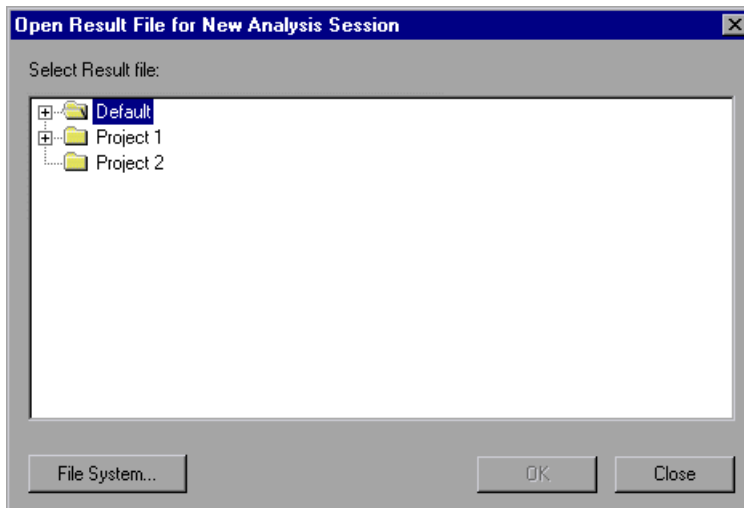 Open Result File for New Analysis Session
Select Result file:
Default
Project 1
Project 2
File System...
OK
Close